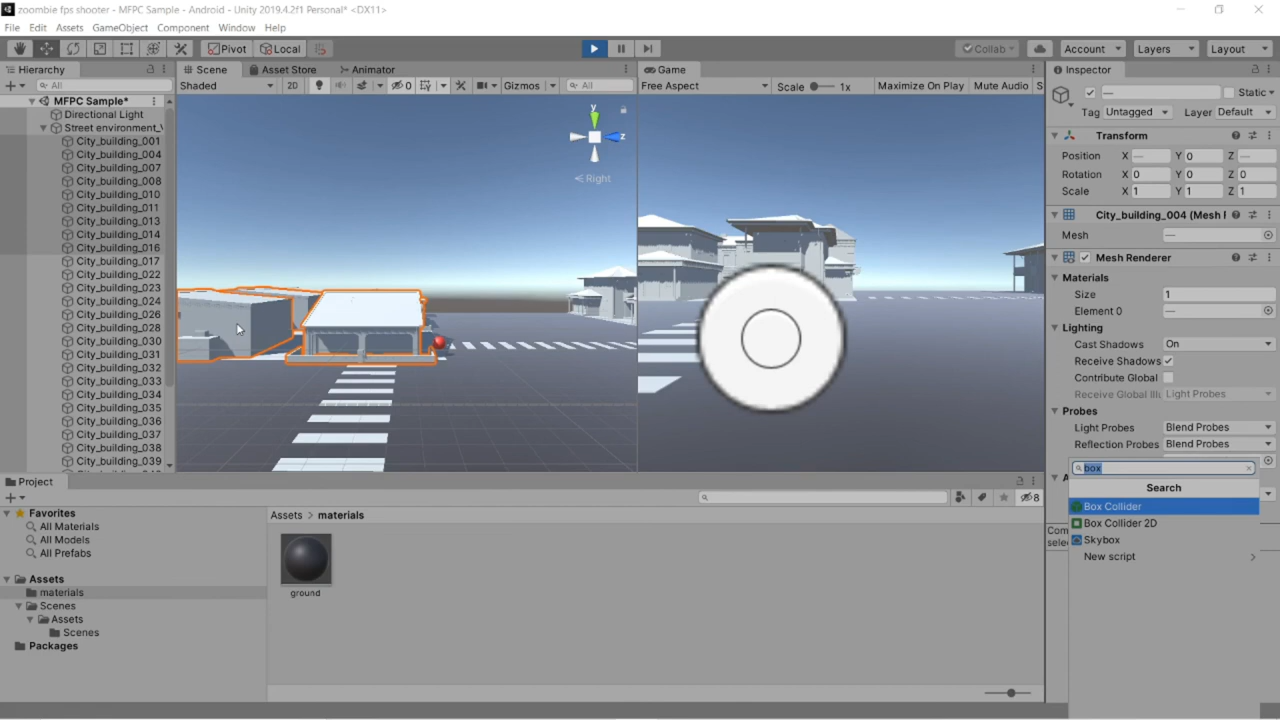 zoombie fps shooter - MFPC Sample - Android - Unity 2019.4.2f1 Personal* <DX11>
File Edit Assets GameObject Component Window Help
Pivot Local Collab Account Layers Layout
Hierarchy Scene Asset Store Animator Game Inspector
All Shaded 2D 0 Gizmos All Free Aspect Scale 1x Maximize On Play Mute Audio S
— Static
Tag Untagged Layer Default
MFPC Sample*
Directional Light
Street environment_V
City_building_001
City_building_004
City_building_007
City_building_008
City_building_010
City_building_011
City_building_013
City_building_014
City_building_016
City_building_017
City_building_022
City_building_023
City_building_024
City_building_026
City_building_028
City_building_030
City_building_031
City_building_032
City_building_033
City_building_034
City_building_035
City_building_036
City_building_037
City_building_038
City_building_039
y
z
Right
Transform
Position X — Y 0 Z —
Rotation X 0 Y 0 Z 0
Scale X 1 Y 1 Z 1
City_building_004 (Mesh F
Mesh —
Mesh Renderer
Materials
Size 1
Element 0 —
Lighting
Cast Shadows On
Receive Shadows
Contribute Global
Receive Global Illu Light Probes
Probes
Light Probes Blend Probes
Reflection Probes Blend Probes
box
Search
Box Collider
Box Collider 2D
Skybox
New script
A
Com
selec
Project
8
Favorites
All Materials
All Models
All Prefabs
Assets
materials
Scenes
Assets
Scenes
Packages
Assets > materials
ground